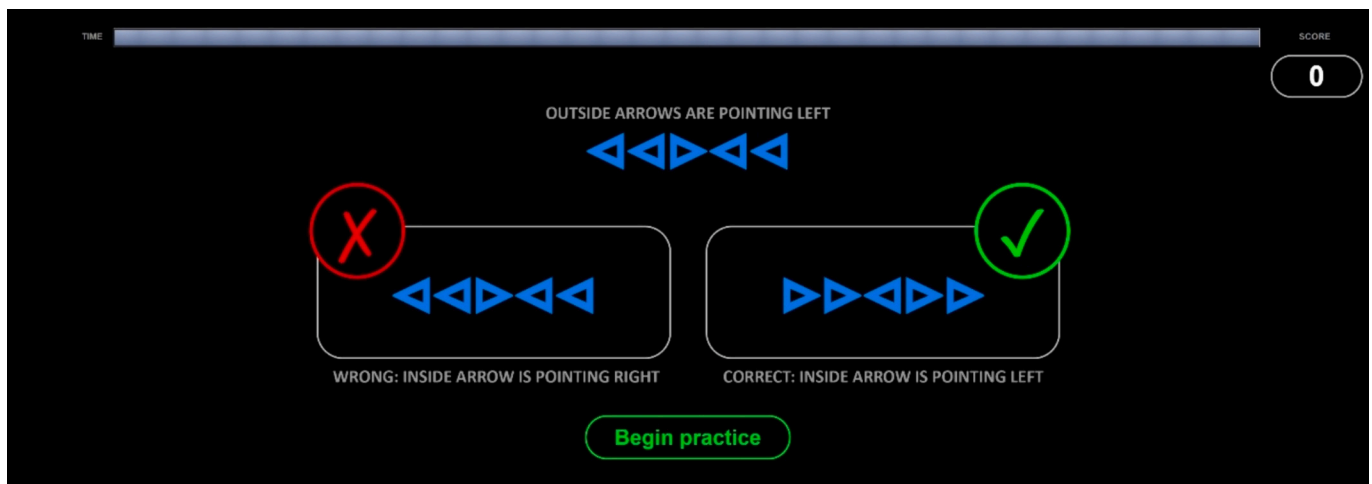 TIME
SCORE
0
OUTSIDE ARROWS ARE POINTING LEFT
WRONG: INSIDE ARROW IS POINTING RIGHT
CORRECT: INSIDE ARROW IS POINTING LEFT
Begin practice